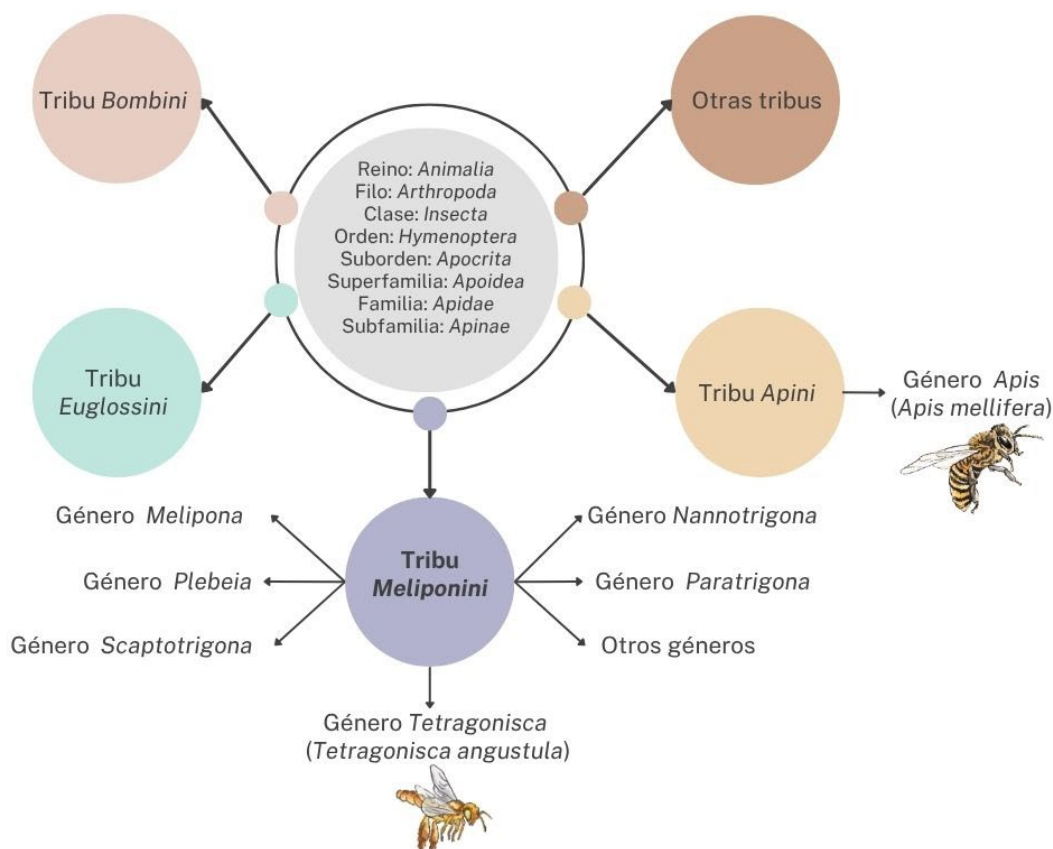 Tribu Bombini
Otras tribus
Reino: Animalia
Filo: Arthropoda
Clase: Insecta
Orden: Hymenoptera
Suborden: Apocrita
Superfamilia: Apoidea
Familia: Apidae
Subfamilia: Apinae
Tribu
Euglossini
Tribu Apini
Género Apis
(Apis mellifera)
Género Melipona
Género Plebeia
Género Scaptotrigona
Tribu
Meliponini
Género Nannotrigona
Género Paratrigona
Otros géneros
Género Tetragonisca
(Tetragonisca angustula)